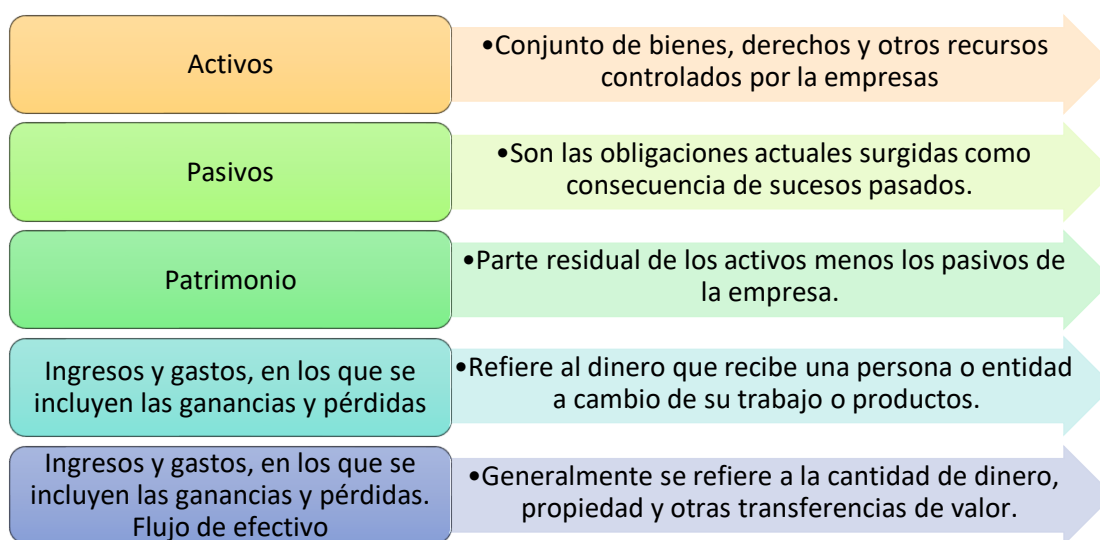 Activos
•Conjunto de bienes, derechos y otros recursos
controlados por la empresas
Pasivos
•Son las obligaciones actuales surgidas como
consecuencia de sucesos pasados.
Patrimonio
•Parte residual de los activos menos los pasivos de
la empresa.
Ingresos y gastos, en los que se
incluyen las ganancias y pérdidas
•Refiere al dinero que recibe una persona o entidad
a cambio de su trabajo o productos.
Ingresos y gastos, en los que se
incluyen las ganancias y pérdidas.
Flujo de efectivo
•Generalmente se refiere a la cantidad de dinero,
propiedad y otras transferencias de valor.